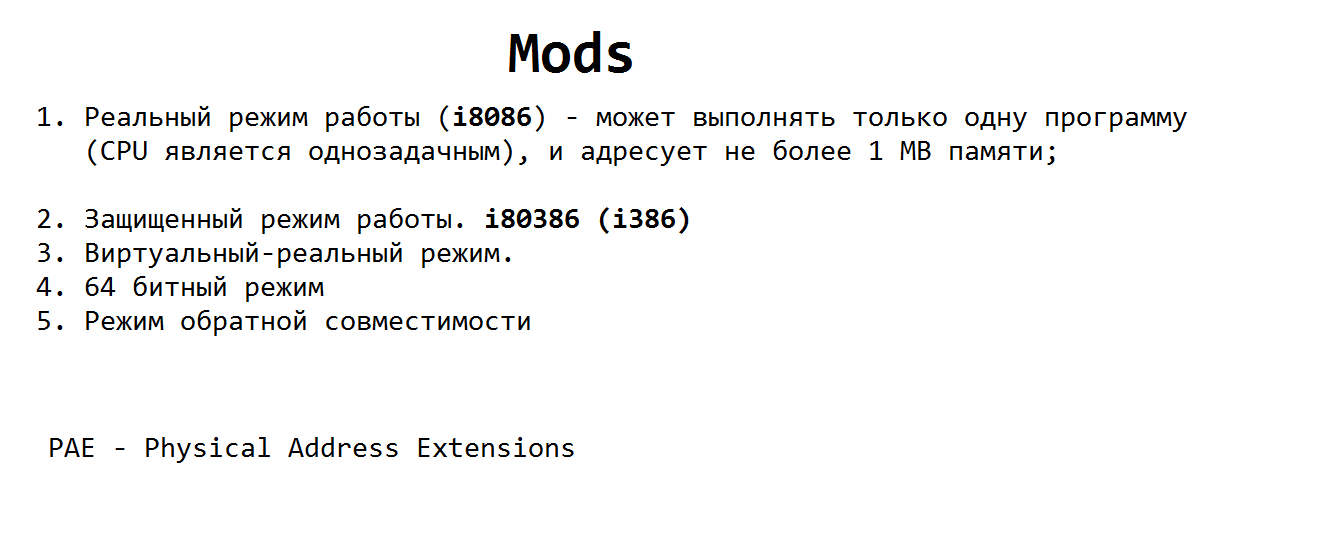 Mods
1. Реальный режим работы (i8086) - может выполнять только одну программу
(CPU является однозадачным), и адресует не более 1 MB памяти;
2. Защищенный режим работы. i80386 (i386)
3. Виртуальный-реальный режим.
4. 64 битный режим
5. Режим обратной совместимости
PAE - Physical Address Extensions